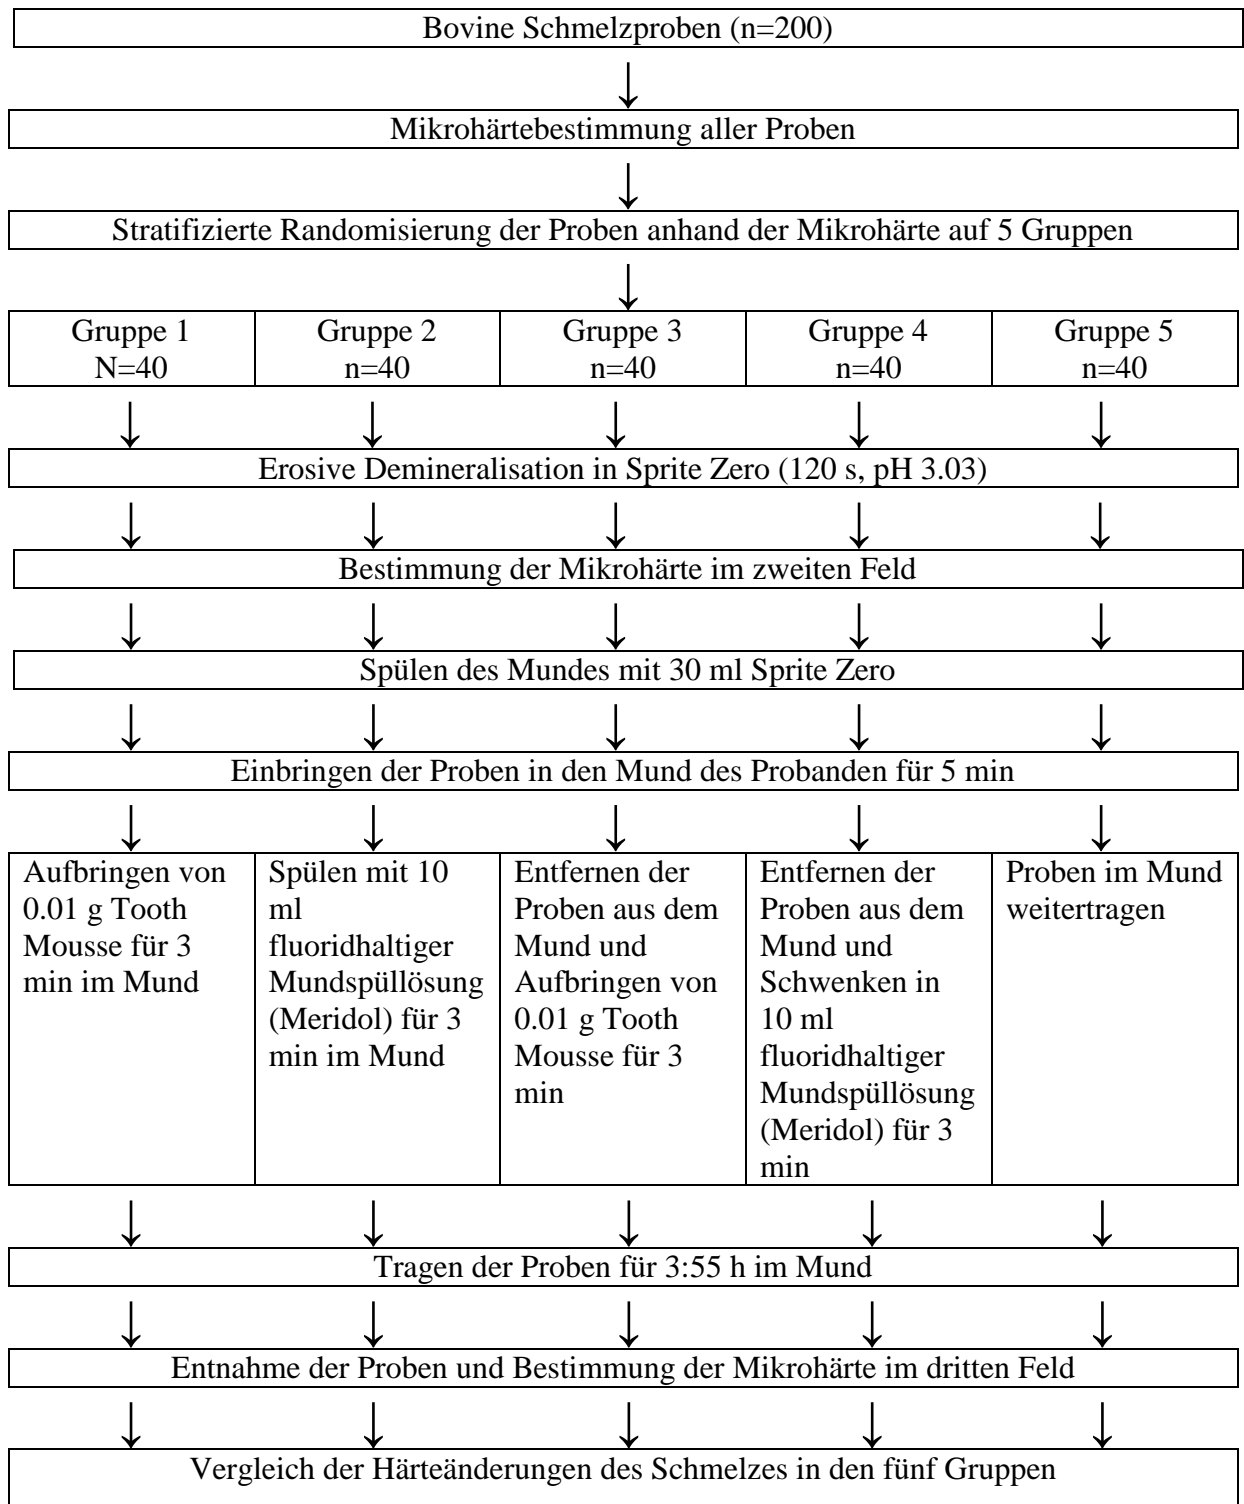 Bovine Schmelzproben (n=200)
Mikrohärtebestimmung aller Proben
Stratifizierte Randomisierung der Proben anhand der Mikrohärte auf 5 Gruppen
Gruppe 1
N=40
Gruppe 2
n=40
Gruppe 3
n=40
Gruppe 4
n=40
Gruppe 5
n=40
Erosive Demineralisation in Sprite Zero (120 s, pH 3.03)
Bestimmung der Mikrohärte im zweiten Feld
Spülen des Mundes mit 30 ml Sprite Zero
Einbringen der Proben in den Mund des Probanden für 5 min
Aufbringen von
0.01 g Tooth
Mousse für 3
min im Mund
Spülen mit 10
ml
fluoridhaltiger
Mundspüllösung
(Meridol) für 3
min im Mund
Entfernen der
Proben aus dem
Mund und
Aufbringen von
0.01 g Tooth
Mousse für 3
min
Entfernen der
Proben aus dem
Mund und
Schwenken in
10 ml
fluoridhaltiger
Mundspüllösung
(Meridol) für 3
min
Proben im Mund
weitertragen
Tragen der Proben für 3:55 h im Mund
Entnahme der Proben und Bestimmung der Mikrohärte im dritten Feld
Vergleich der Härteänderungen des Schmelzes in den fünf Gruppen